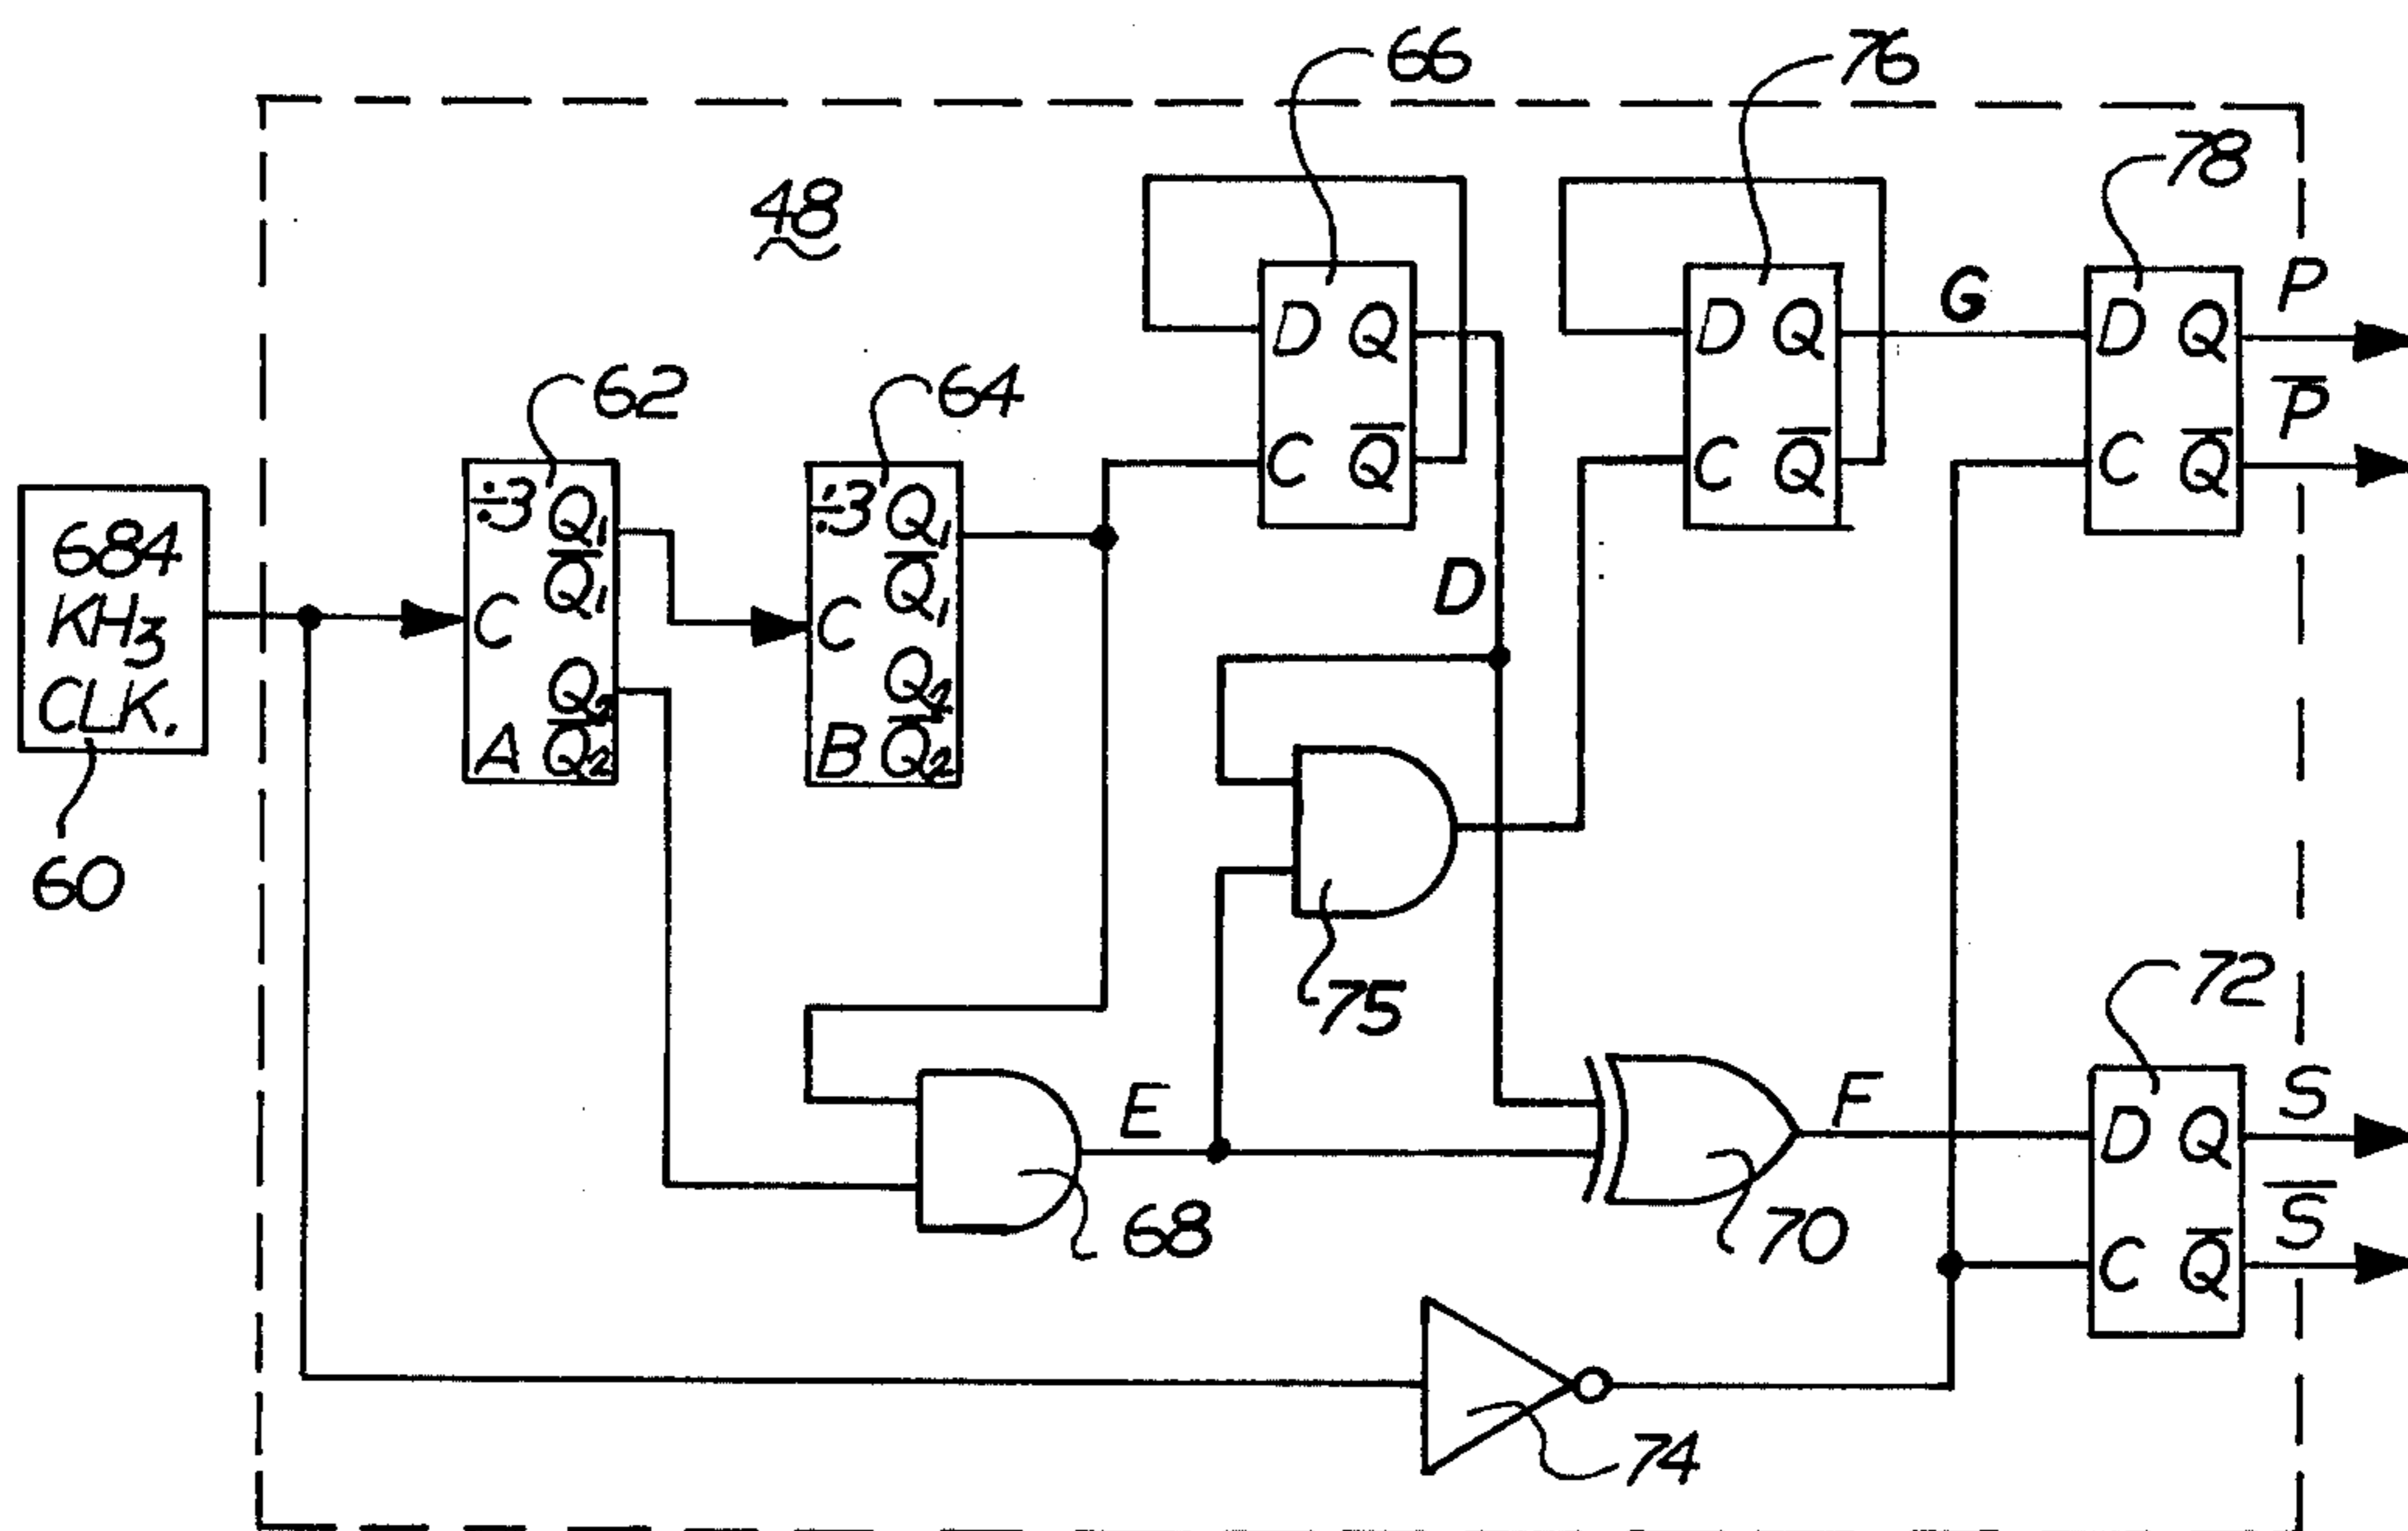 66
76
78
48
D Q
C Q̅
D Q
C Q̅
G
D Q
C Q̅
P
P̅
62
64
684
KHz
CLK.
60
÷3 Q1
Q̅1
C
Q2
A Q̅2
÷3 Q1
Q̅1
C
Q2
B Q̅2
D
75
72
E
68
F
70
D Q
C Q̅
S
S̅
74